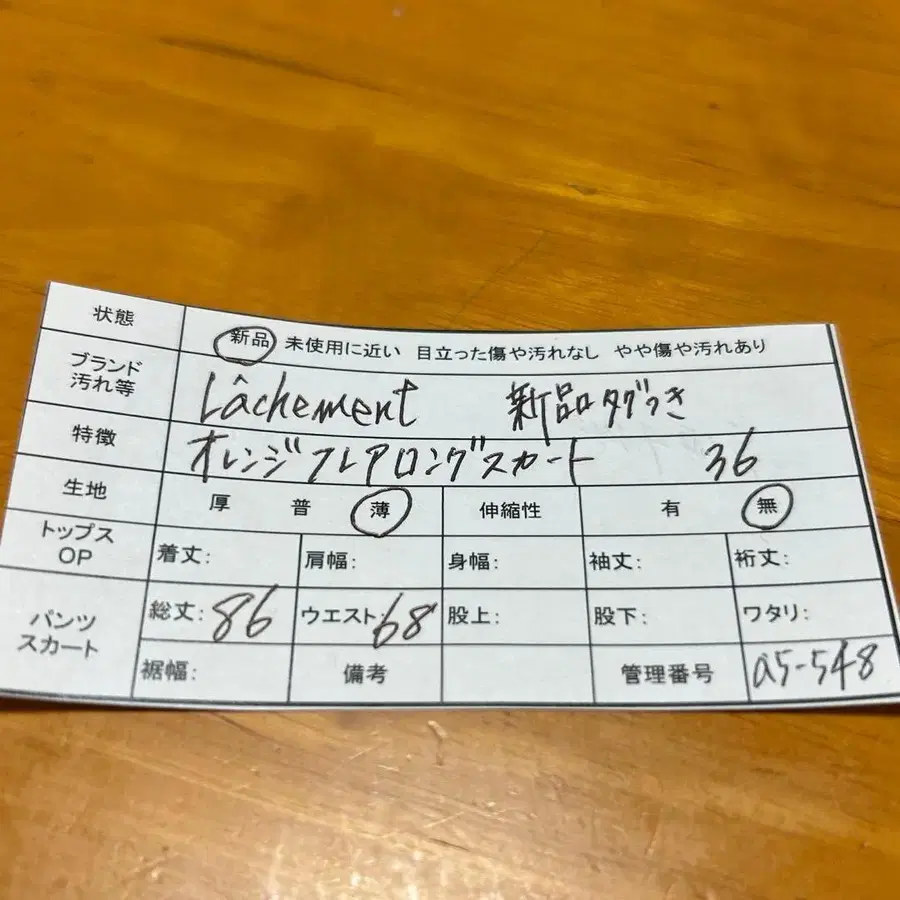 状態 新品 未使用に近い 目立った傷や汚れなし やや傷や汚れあり
ブランド 汚れ等 Lâchement 新品タグつき
特徴 オレンジフレアロングスカート 36
生地 厚 普 薄 伸縮性 有 無
トップス OP 着丈: 肩幅: 身幅: 袖丈: 裄丈:
パンツ スカート 総丈: 86 ウエスト: 68 股上: 股下: ワタリ:
裾幅: 備考 管理番号 a5-548